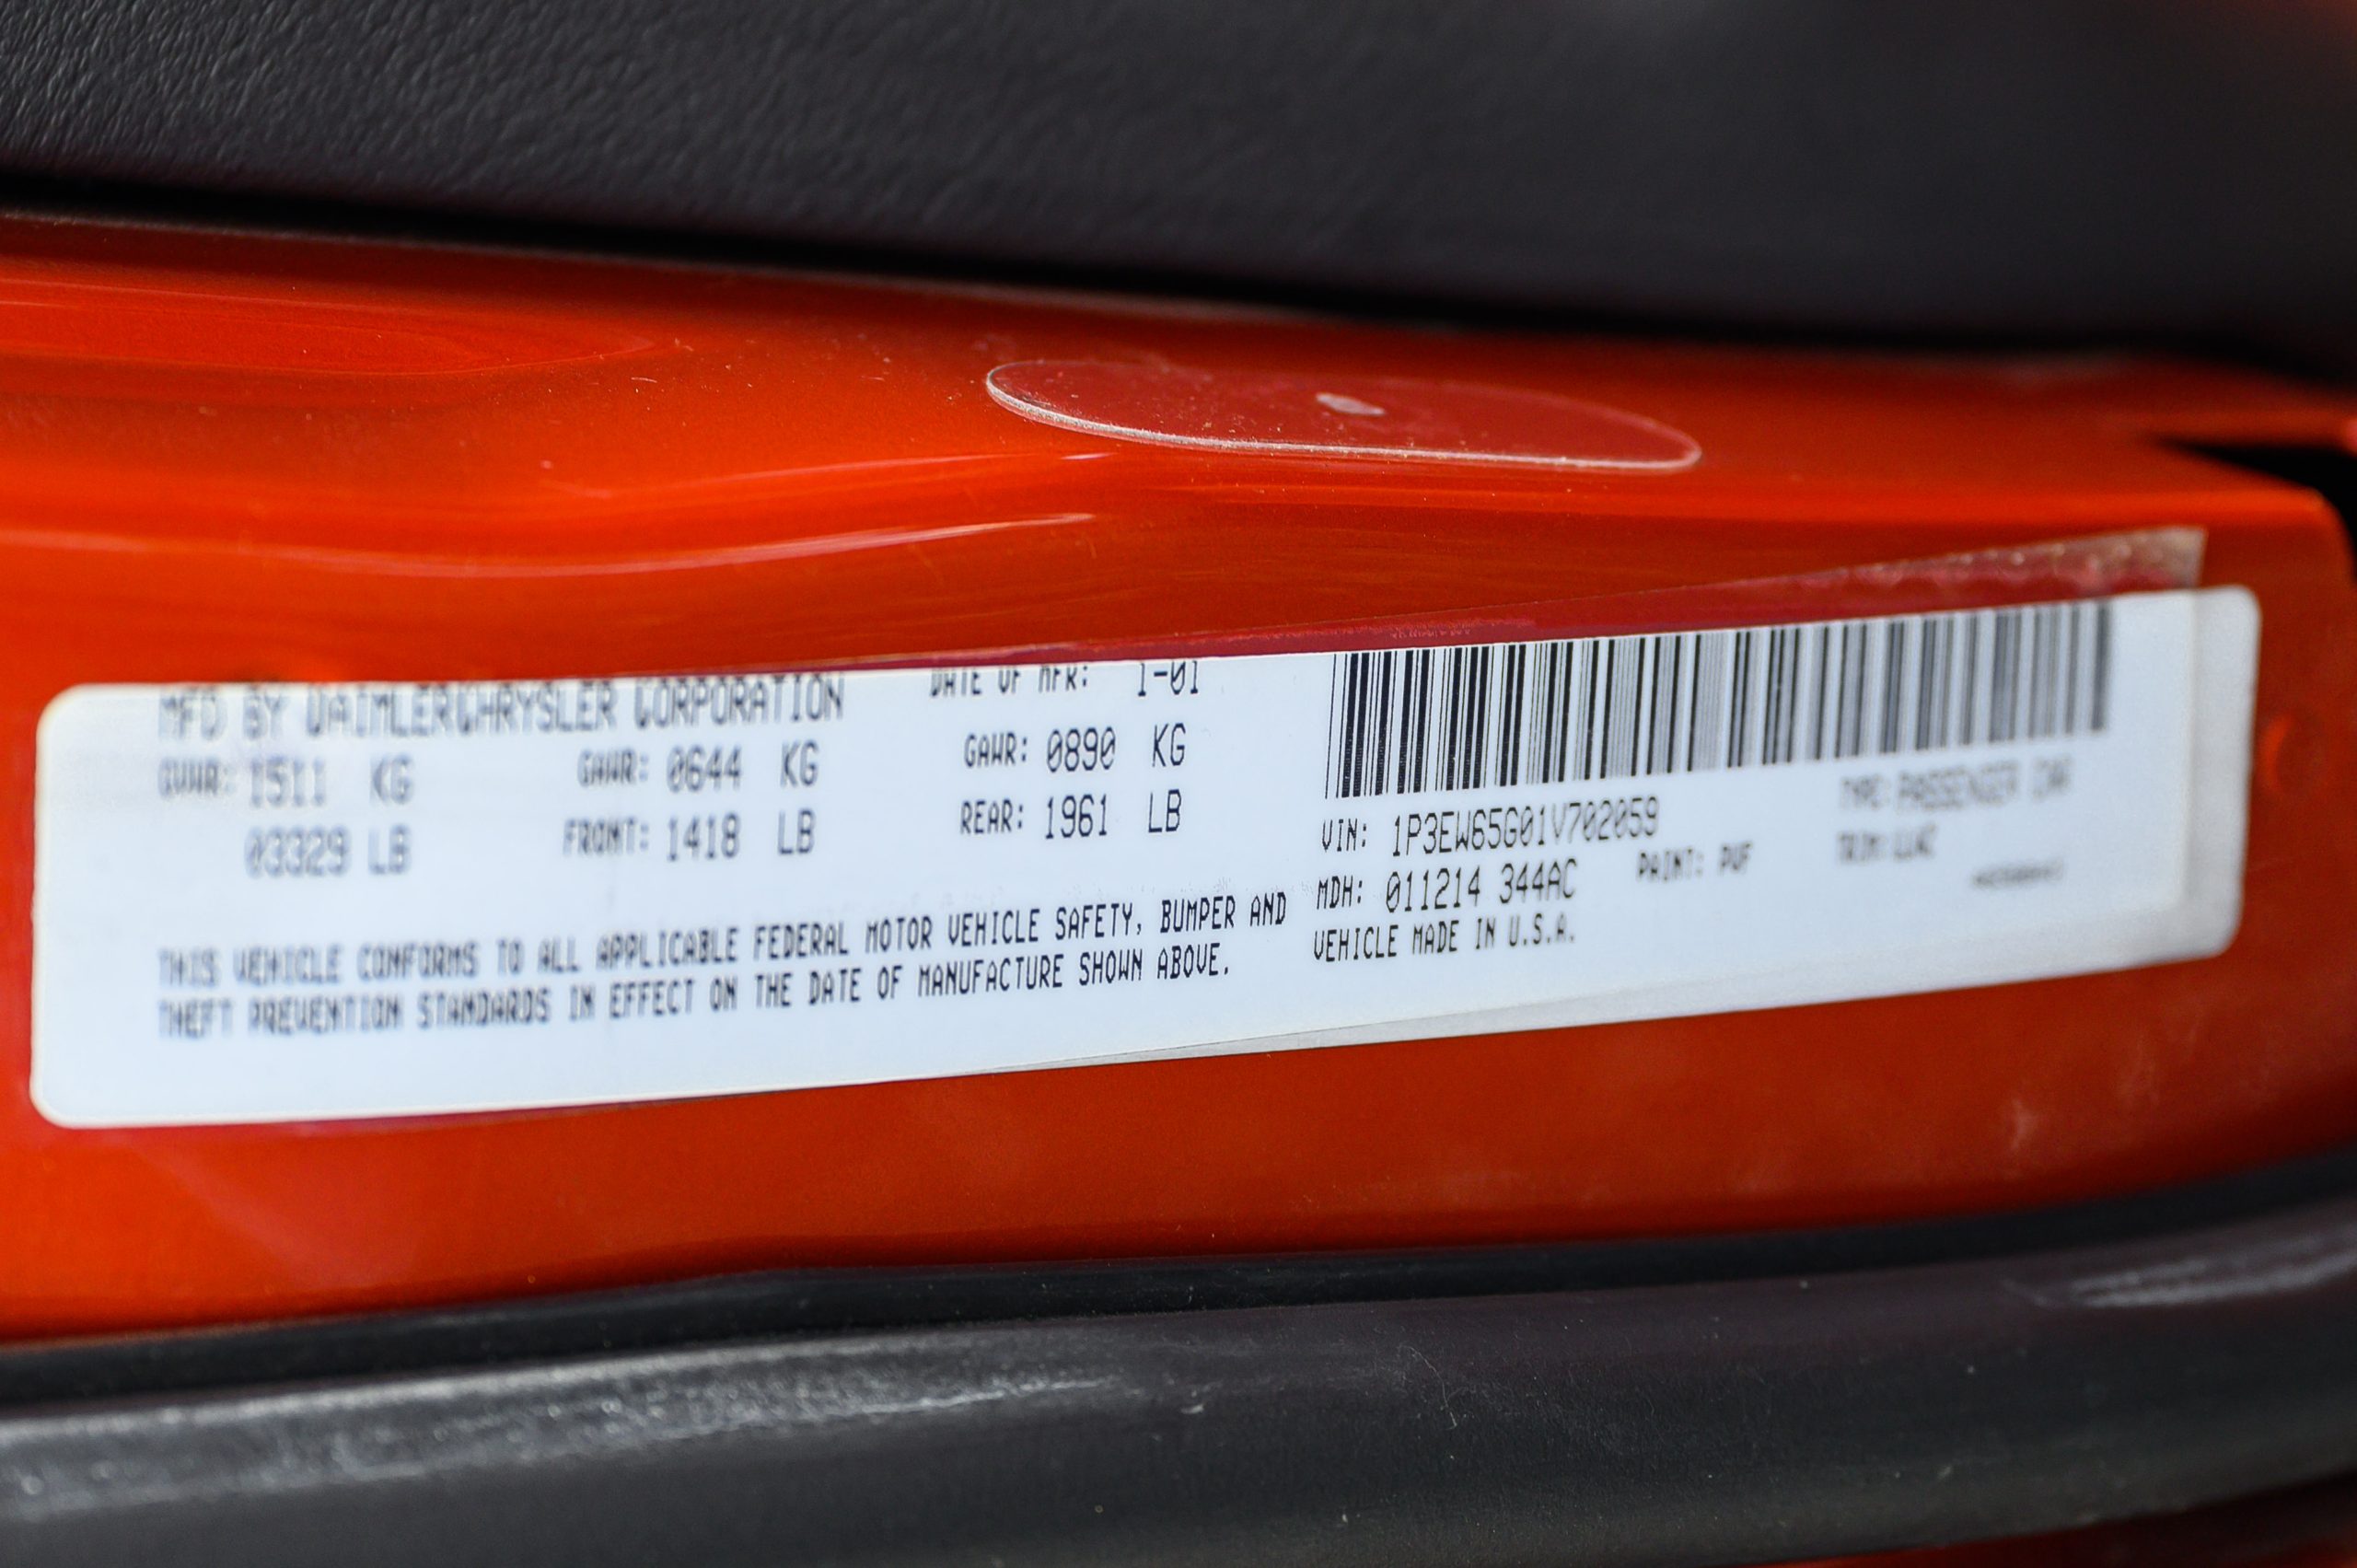 MFD BY DAIMLERCHRYSLER CORPORATION DATE OF MFR: 1-01
GVWR: 1511 KG GAWR: 0644 KG GAWR: 0890 KG
03329 LB FRONT: 1418 LB REAR: 1961 LB
THIS VEHICLE CONFORMS TO ALL APPLICABLE FEDERAL MOTOR VEHICLE SAFETY, BUMPER AND
THEFT PREVENTION STANDARDS IN EFFECT ON THE DATE OF MANUFACTURE SHOWN ABOVE.
VIN: 1P3EW65G01V702059 TYPE: PASSENGER CAR
MDH: 011214 344AC PAINT: PVF TRIM:
VEHICLE MADE IN U.S.A.